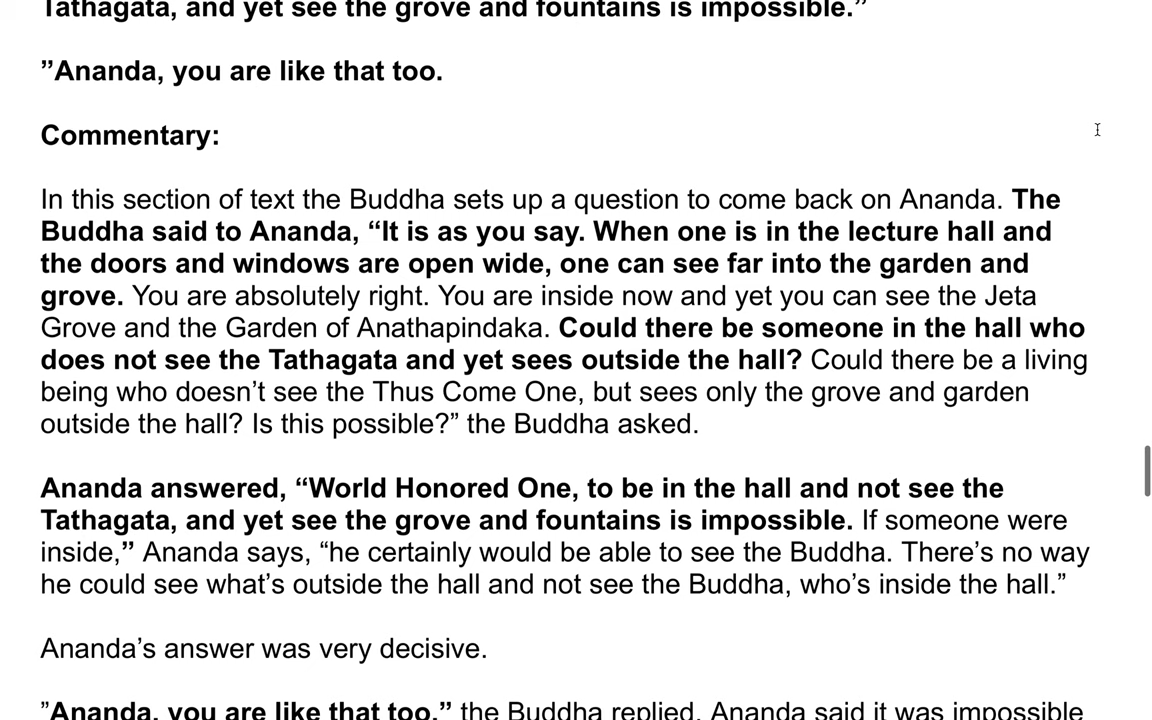 Tathagata, and yet see the grove and fountains is impossible.”
”Ananda, you are like that too.
Commentary:
In this section of text the Buddha sets up a question to come back on Ananda. The
Buddha said to Ananda, “It is as you say. When one is in the lecture hall and
the doors and windows are open wide, one can see far into the garden and
grove. You are absolutely right. You are inside now and yet you can see the Jeta
Grove and the Garden of Anathapindaka. Could there be someone in the hall who
does not see the Tathagata and yet sees outside the hall? Could there be a living
being who doesn’t see the Thus Come One, but sees only the grove and garden
outside the hall? Is this possible?” the Buddha asked.
Ananda answered, “World Honored One, to be in the hall and not see the
Tathagata, and yet see the grove and fountains is impossible. If someone were
inside,” Ananda says, “he certainly would be able to see the Buddha. There’s no way
he could see what’s outside the hall and not see the Buddha, who’s inside the hall.”
Ananda’s answer was very decisive.
”Ananda, you are like that too,” the Buddha replied. Ananda said it was impossible